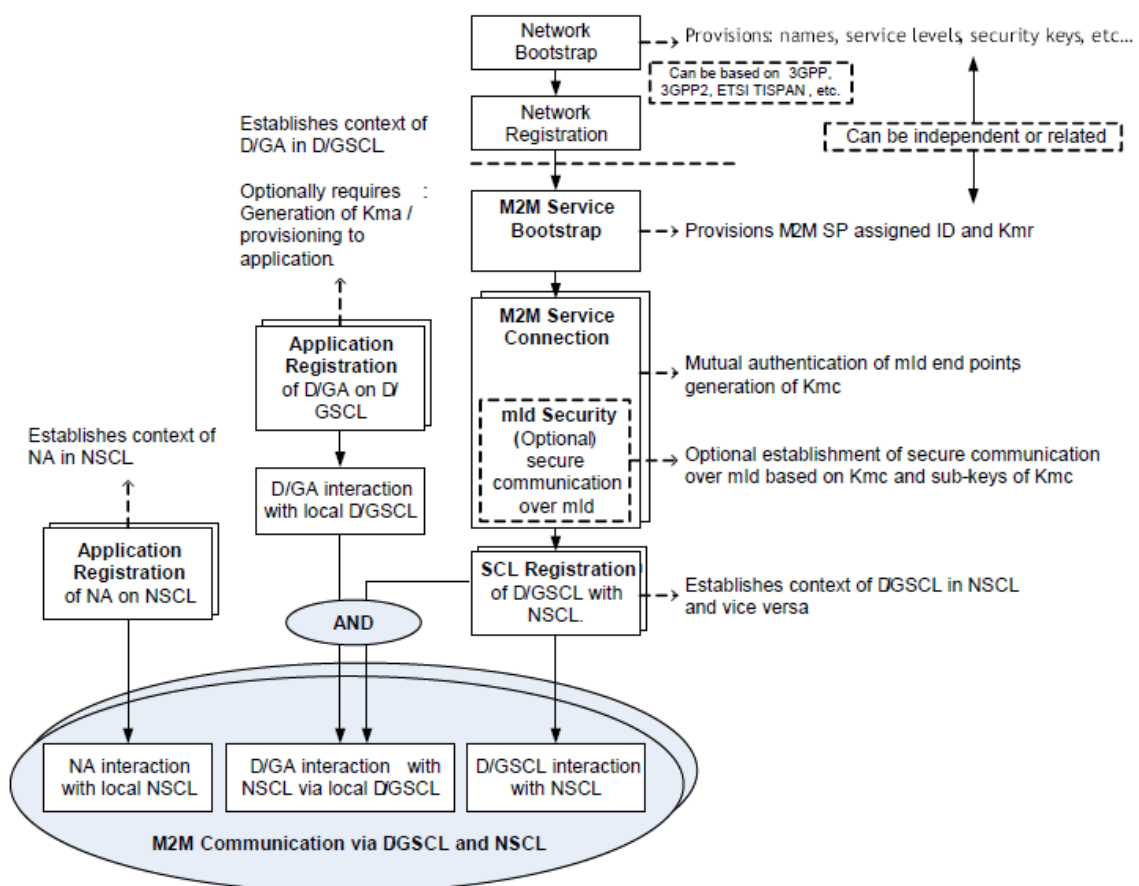 Network
Bootstrap
Provisions: names, service levels, security keys, etc...
Can be based on 3GPP,
3GPP2, ETSI TISPAN , etc.
Network
Registration
Can be independent or related
Establishes context of
D/GA in D/GSCL.
Optionally requires :
Generation of Kma /
provisioning to
application.
M2M Service
Bootstrap
Provisions M2M SP assigned ID and Kmr
M2M Service
Connection
Mutual authentication of mId end points,
generation of Kmc
mId Security
(Optional)
secure
communication
over mId
Optional establishment of secure communication
over mId based on Kmc and sub-keys of Kmc
Application
Registration
of D/GA on D/
GSCL
D/GA interaction
with local D/GSCL
Establishes context of
NA in NSCL.
Application
Registration
of NA on NSCL
SCL Registration
of D/GSCL with
NSCL.
Establishes context of D/GSCL in NSCL
and vice versa
AND
NA interaction
with local NSCL
D/GA interaction with
NSCL via local D/GSCL
D/GSCL interaction
with NSCL
M2M Communication via D/GSCL and NSCL